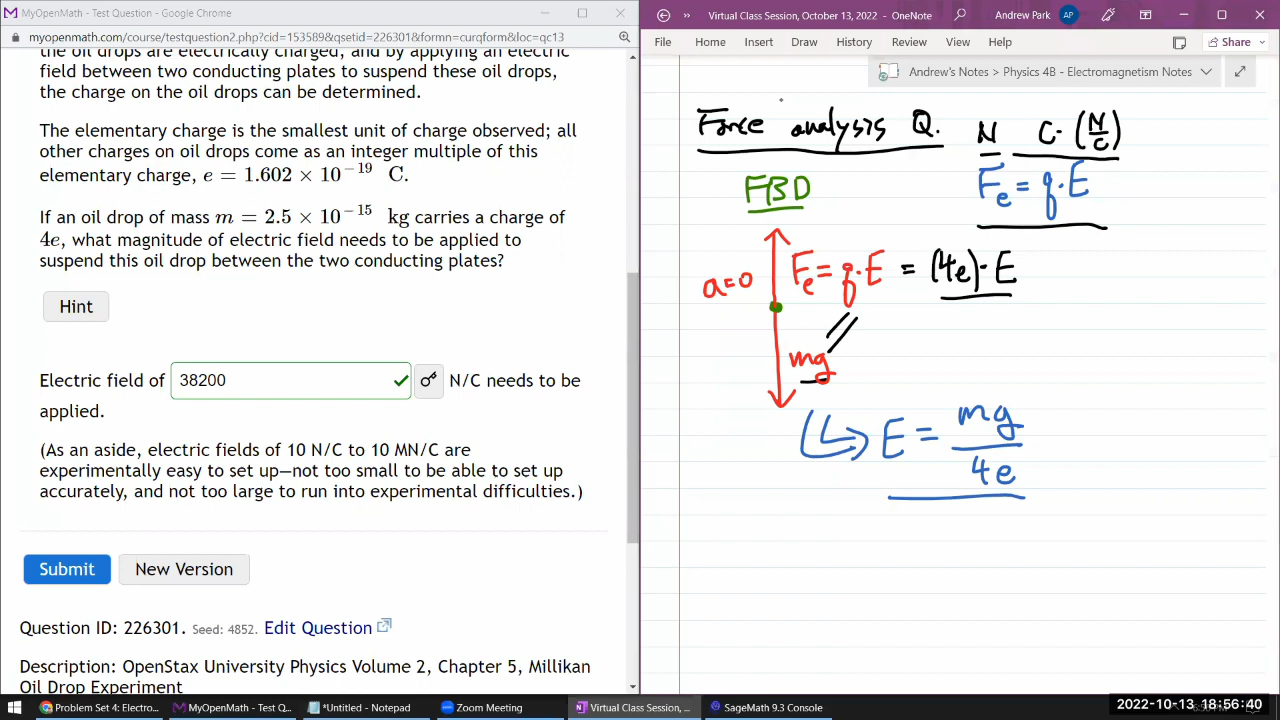 MyOpenMath - Test Question - Google Chrome
myopenmath.com/course/testquestion2.php?cid=153589&qsetid=226301&form=curqform&loc=qc13
the oil drops are electrically charged, and by applying an electric
field between two conducting plates to suspend these oil drops,
the charge on the oil drops can be determined.
The elementary charge is the smallest unit of charge observed; all
other charges on oil drops come as an integer multiple of this
elementary charge, e = 1.602 × 10⁻¹⁹ C.
If an oil drop of mass m = 2.5 × 10⁻¹⁵ kg carries a charge of
4e, what magnitude of electric field needs to be applied to
suspend this oil drop between the two conducting plates?
Hint
Electric field of 38200 N/C needs to be
applied.
(As an aside, electric fields of 10 N/C to 10 MN/C are
experimentally easy to set up—not too small to be able to set up
accurately, and not too large to run into experimental difficulties.)
Submit New Version
Question ID: 226301. Seed: 4852. Edit Question
Description: OpenStax University Physics Volume 2, Chapter 5, Millikan
Oil Drop Experiment
Virtual Class Session, October 13, 2022 - OneNote
Andrew Park AP
File Home Insert Draw History Review View Help Share
Andrew's Notes > Physics 4B - Electromagnetism Notes
Force analysis Q.
N C·(N/C)
Fₑ = q·E
FBD
a=0
Fₑ = q·E = (4e)·E
mg
E = mg/4e
Problem Set 4: Electro... MyOpenMath - Test Q... *Untitled - Notepad Zoom Meeting Virtual Class Session, ... SageMath 9.3 Console
2022-10-13 18:56:40